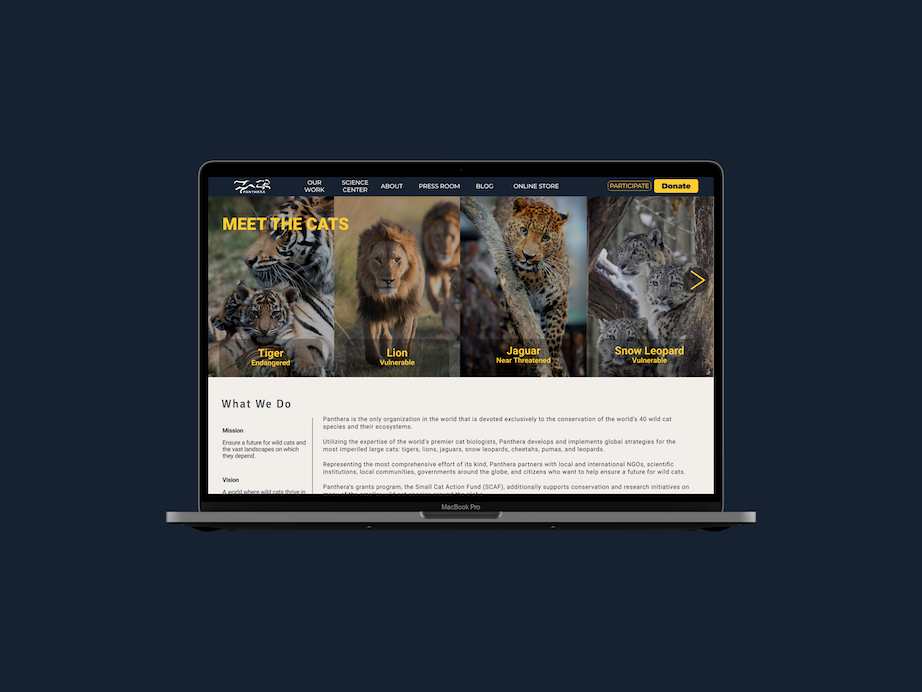 PANTHERA
OUR
WORK
SCIENCE
CENTER
ABOUT
PRESS ROOM
BLOG
ONLINE STORE
PARTICIPATE
Donate
MEET THE CATS
Tiger
Endangered
Lion
Vulnerable
Jaguar
Near Threatened
Snow Leopard
Vulnerable
What We Do
Mission
Ensure a future for wild cats and
the vast landscapes on which
they depend.
Vision
A world where wild cats thrive in
Panthera is the only organization in the world that is devoted exclusively to the conservation of the world's 40 wild cat
species and their ecosystems.
Utilizing the expertise of the world's premier cat biologists, Panthera develops and implements global strategies for the
most imperiled large cats: tigers, lions, jaguars, snow leopards, cheetahs, pumas, and leopards.
Representing the most comprehensive effort of its kind, Panthera partners with local and international NGOs, scientific
institutions, local communities, governments around the globe, and citizens who want to help ensure a future for wild cats.
Panthera's grants program, the Small Cat Action Fund (SCAF), additionally supports conservation and research initiatives on
MacBook Pro